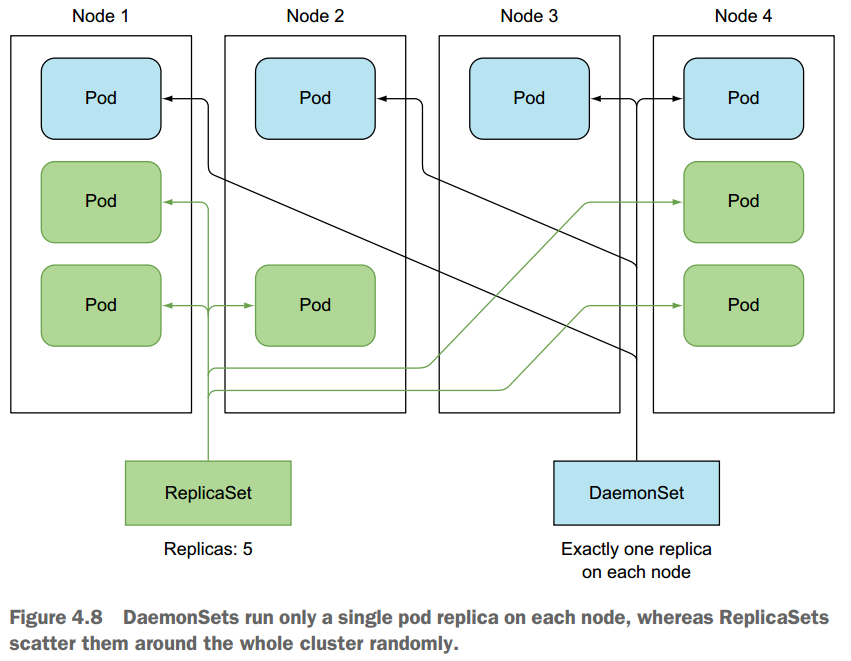 Node 1
Node 2
Node 3
Node 4
Pod
Pod
Pod
Pod
Pod
Pod
Pod
Pod
Pod
ReplicaSet
DaemonSet
Replicas: 5
Exactly one replica
on each node
Figure 4.8 DaemonSets run only a single pod replica on each node, whereas ReplicaSets
scatter them around the whole cluster randomly.